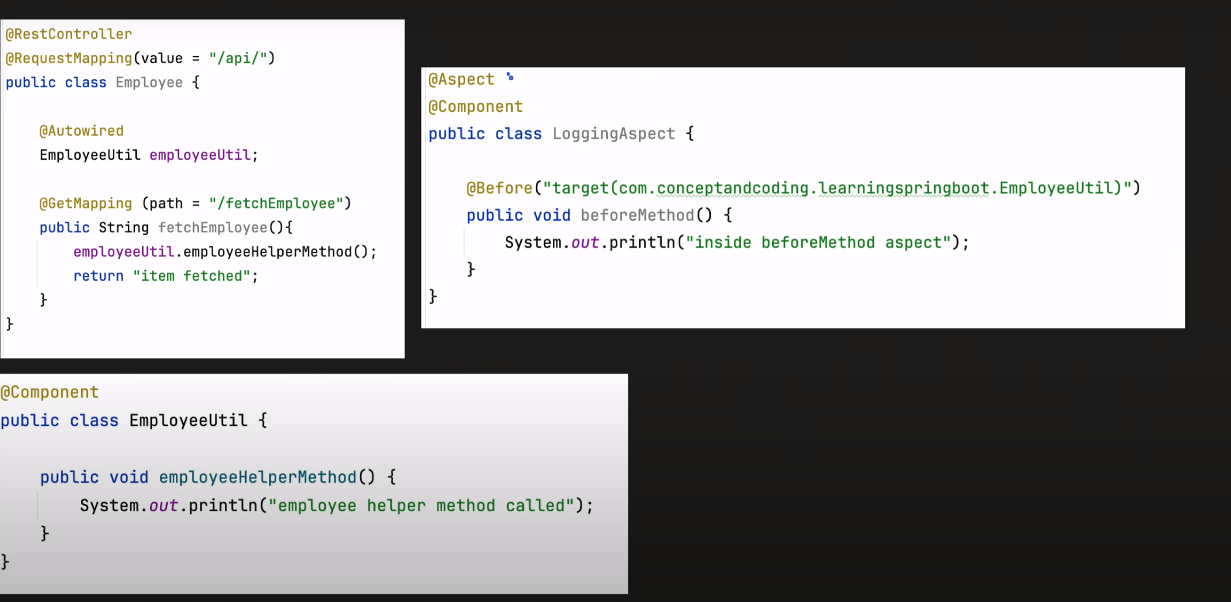 @RestController
@RequestMapping(value = "/api/")
public class Employee {
@Autowired
EmployeeUtil employeeUtil;
@GetMapping (path = "/fetchEmployee")
public String fetchEmployee(){
employeeUtil.employeeHelperMethod();
return "item fetched";
}
}
@Aspect
@Component
public class LoggingAspect {
@Before("target(com.conceptandcoding.learningspringboot.EmployeeUtil)")
public void beforeMethod() {
System.out.println("inside beforeMethod aspect");
}
}
@Component
public class EmployeeUtil {
public void employeeHelperMethod() {
System.out.println("employee helper method called");
}
}